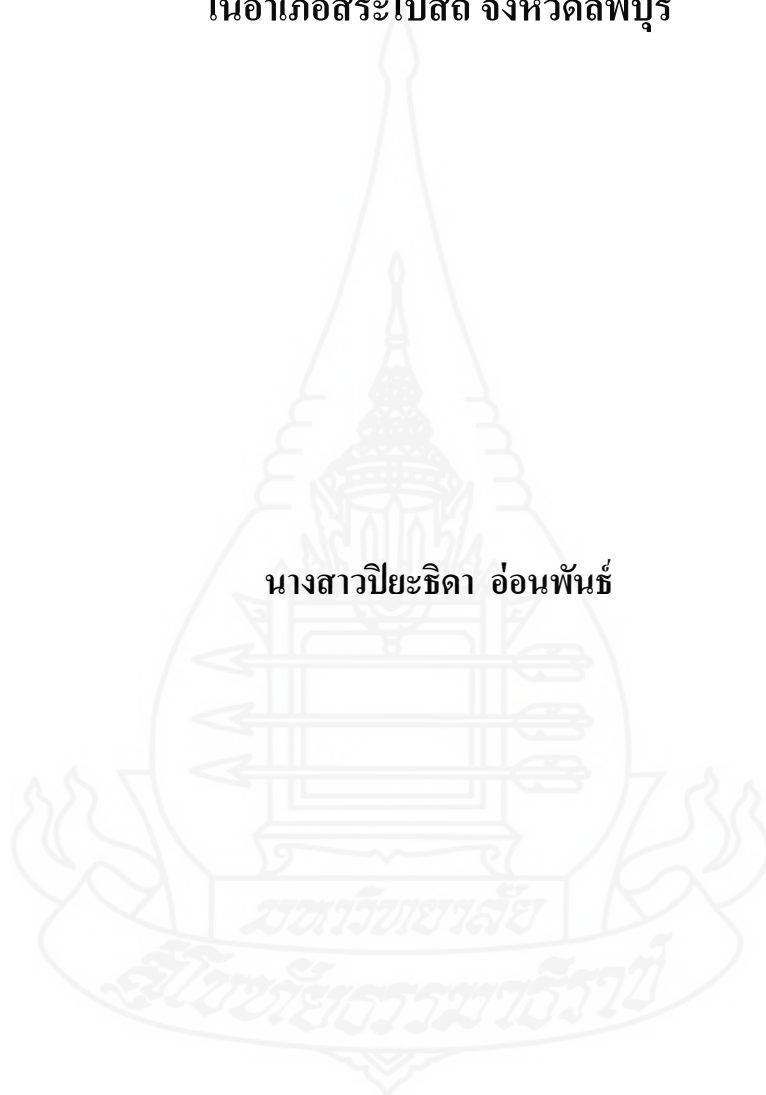 ในอำเภอสระโบสถ์ จังหวัดลพบุรี
นางสาวปิยะธิดา อ่อนพันธ์
มหาวิทยาลัย
สุโขทัยธรรมาธิราช